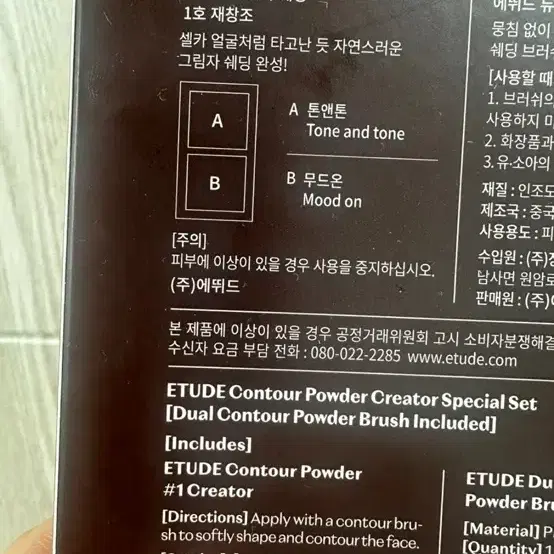 1호 재창조
셀카 얼굴처럼 타고난 듯 자연스러운
그림자 쉐딩 완성!
A
B
A 톤앤톤
Tone and tone
B 무드온
Mood on
[주의]
피부에 이상이 있을 경우 사용을 중지하십시오.
(주)에뛰드
에뛰드 뉴
뭉침 없이
쉐딩 브러
[사용할 때
1. 브러쉬의
사용하지 마
2. 화장품과
3. 유·소아의
재질 : 인조모
제조국 : 중국
사용용도 : 피
수입원 : (주)
남사면 원암로
판매원 : (주)
본 제품에 이상이 있을 경우 공정거래위원회 고시 소비자분쟁해결
수신자 요금 부담 전화 : 080-022-2285 www.etude.com
ETUDE Contour Powder Creator Special Set
[Dual Contour Powder Brush Included]
[Includes]
ETUDE Contour Powder
#1 Creator
[Directions] Apply with a contour bru-
sh to softly shape and contour the face.
ETUDE Du
Powder Br
[Material] P
[Quantity] 1